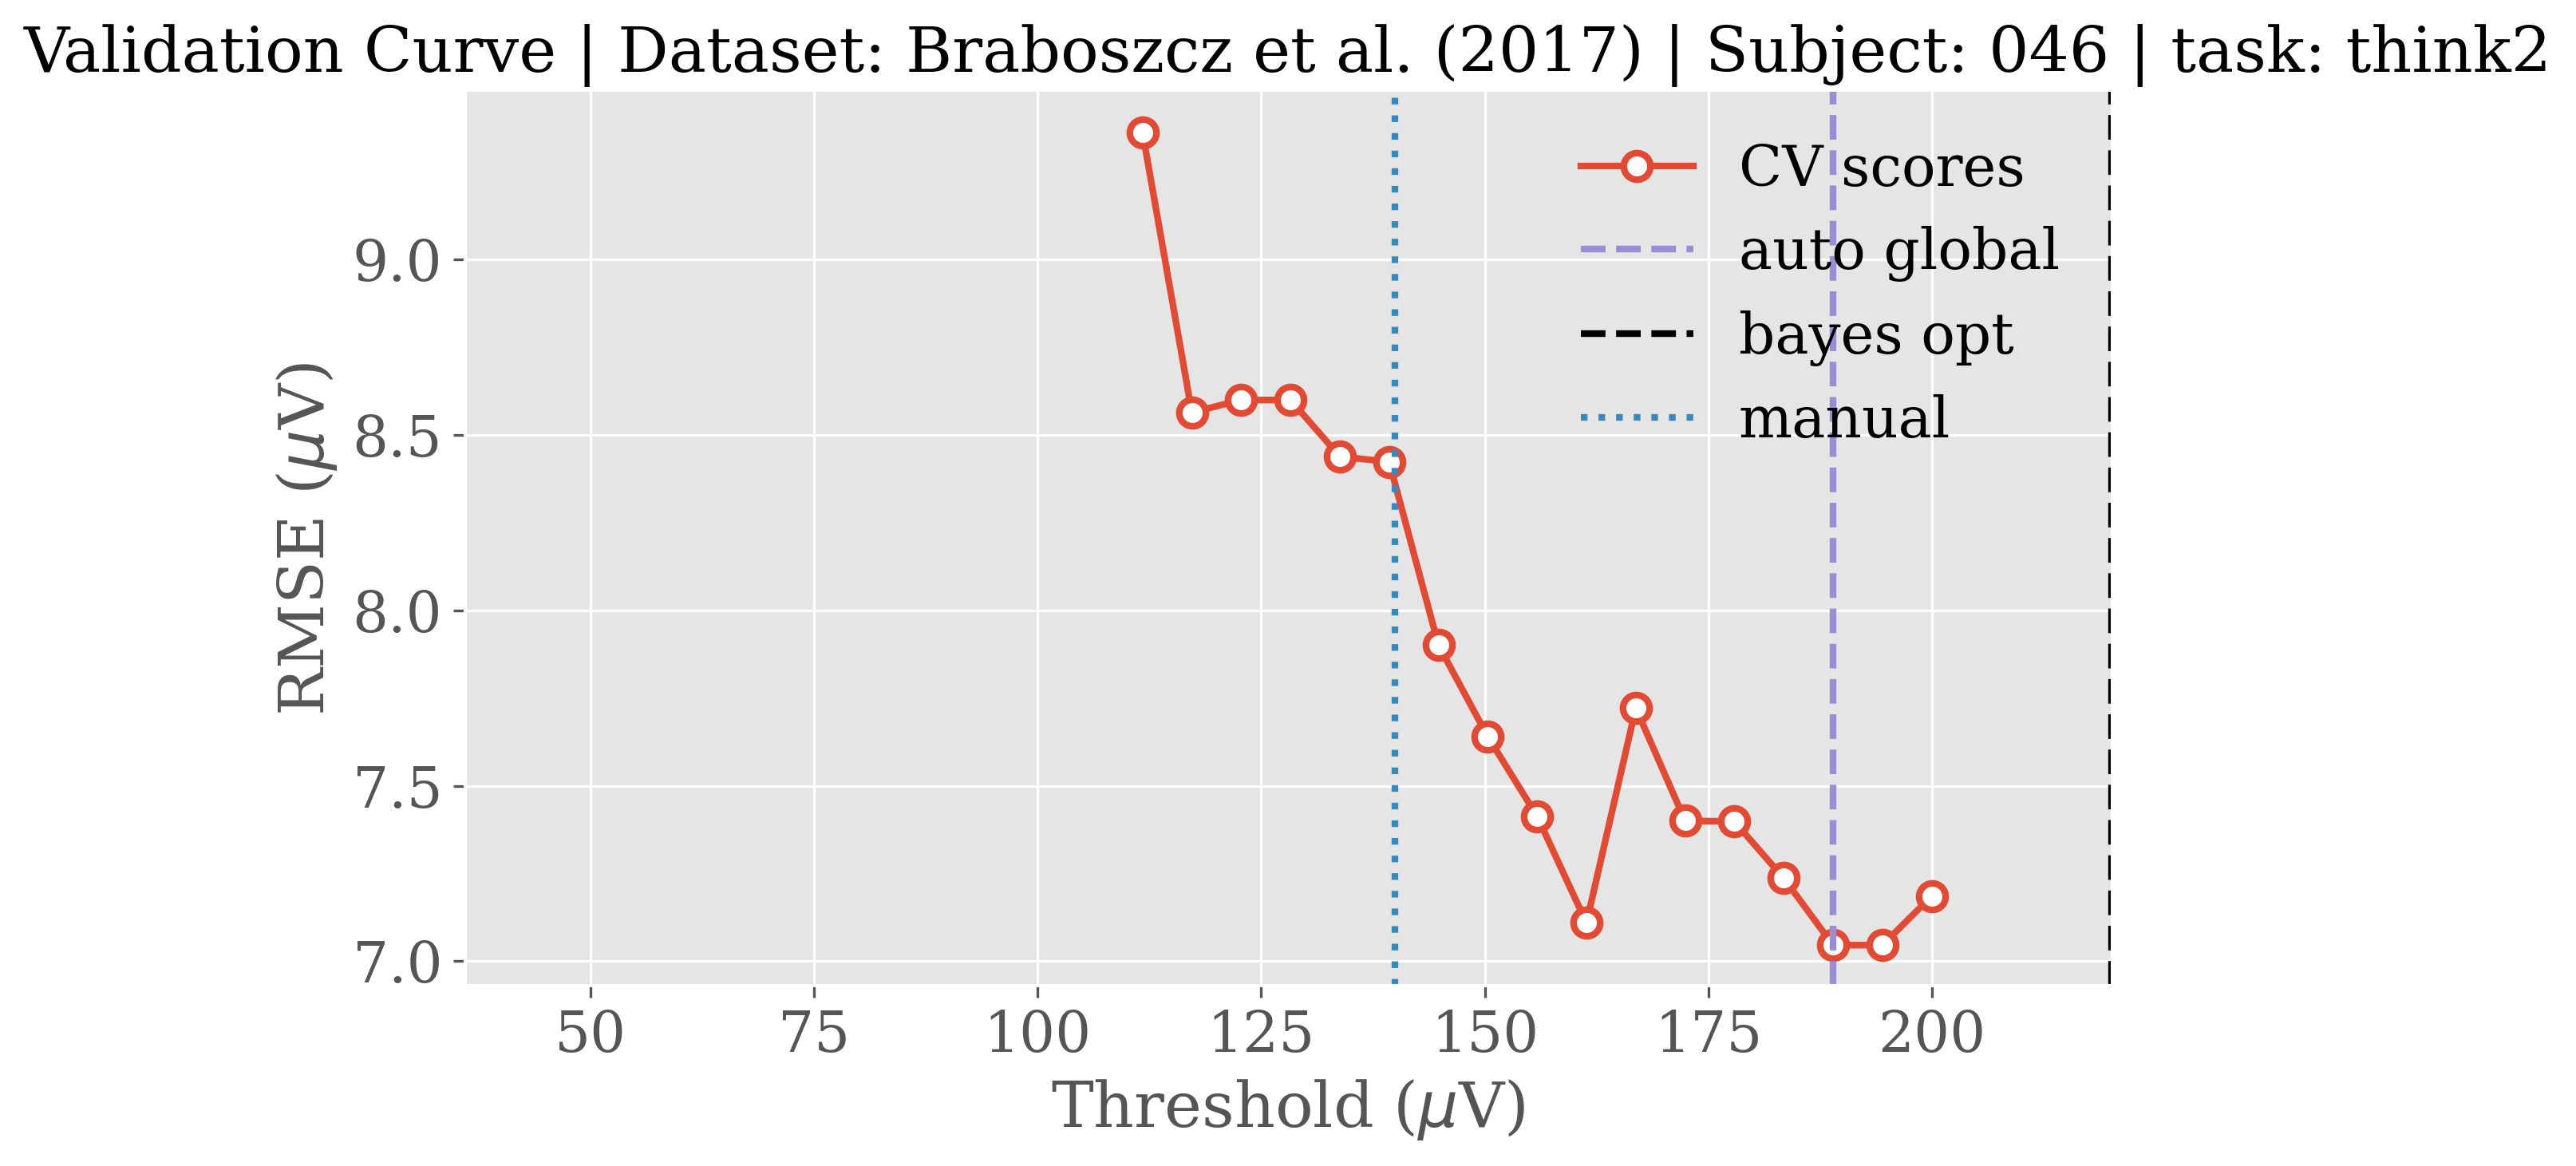 Validation Curve | Dataset: Braboszcz et al. (2017) | Subject: 046 | task: think2
CV scores
auto global
bayes opt
manual
RMSE (μV)
9.0
8.5
8.0
7.5
7.0
50 75 100 125 150 175 200
Threshold (μV)